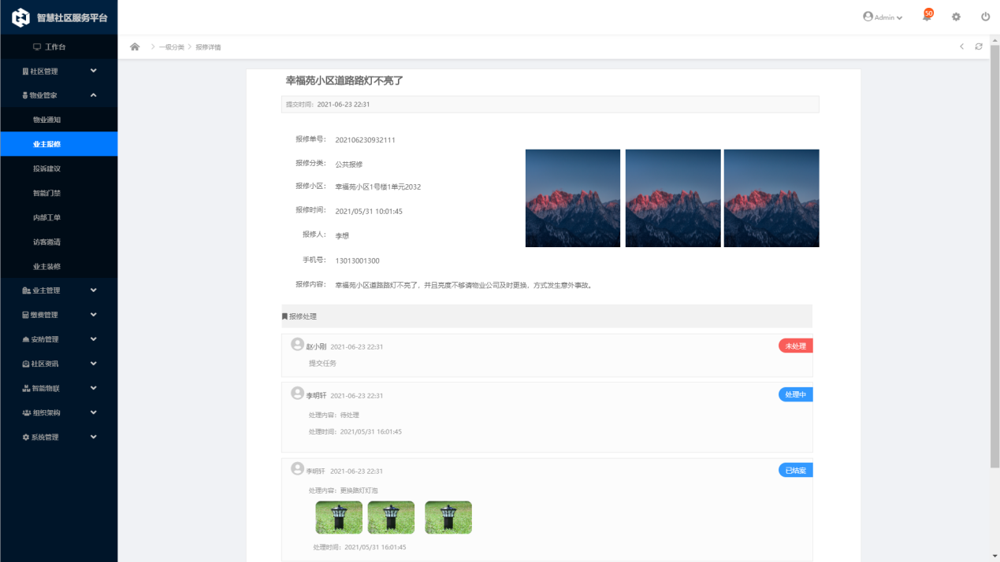 智慧社区服务平台
Admin
50
工作台
一级分类
报修详情
社区管理
物业管家
物业通知
业主报修
投诉建议
智能门禁
内部工单
访客邀请
业主装修
业主管理
缴费管理
安防管理
社区资讯
智能物联
组织架构
系统管理
幸福苑小区道路路灯不亮了
提交时间：2021-06-23 22:31
报修单号： 202106230932111
报修分类： 公共报修
报修小区： 幸福苑小区1号楼1单元2032
报修时间： 2021/05/31 10:01:45
报修人： 李想
手机号： 13013001300
报修内容： 幸福苑小区道路路灯不亮了，并且亮度不够请物业公司及时更换，方式发生意外事故。
报修处理
赵小刚 2021-06-23 22:31 未处理
提交任务
李明轩 2021-06-23 22:31 处理中
处理内容：待处理
处理时间：2021/05/31 16:01:45
李明轩 2021-06-23 22:31 已结案
处理内容：更换路灯灯泡
处理时间：2021/05/31 16:01:45